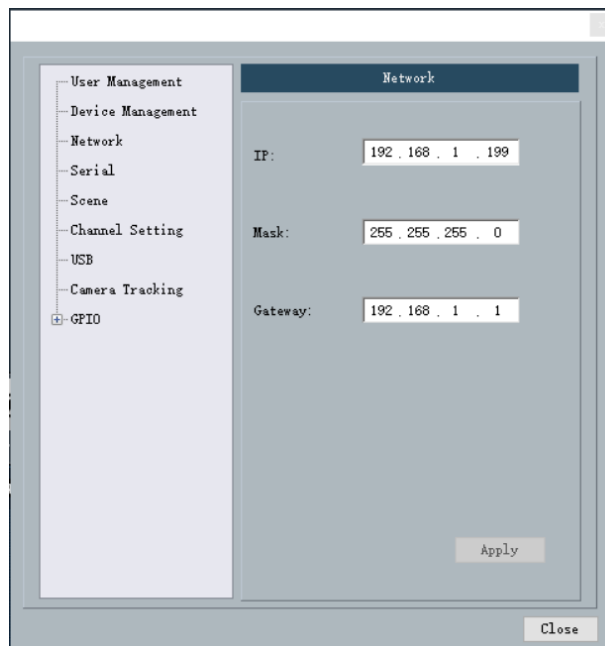 User Management
Device Management
Network
Serial
Scene
Channel Setting
USB
Camera Tracking
GPIO
Network
IP: 192 . 168 . 1 . 199
Mask: 255 . 255 . 255 . 0
Gateway: 192 . 168 . 1 . 1
Apply
Close